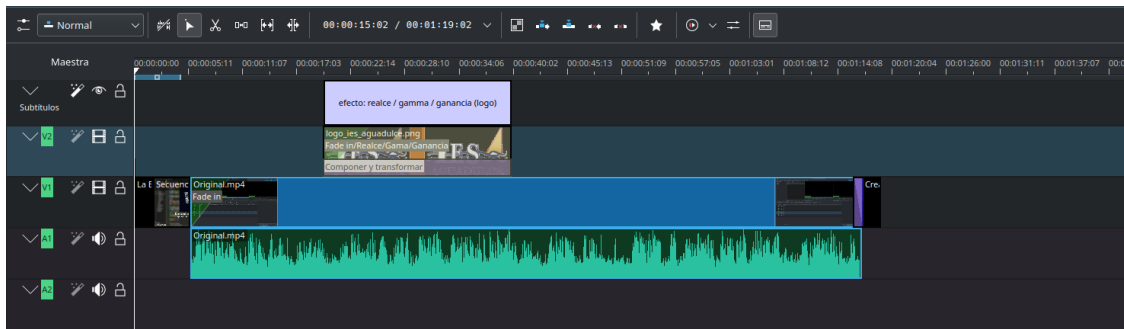 Normal
00:00:15:02 / 00:01:19:02
Maestra
00:00:00:00 00:00:05:11 00:00:11:07 00:00:17:03 00:00:22:14 00:00:28:10 00:00:34:06 00:00:40:02 00:00:45:13 00:00:51:09 00:00:57:05 00:01:03:01 00:01:08:12 00:01:14:08 00:01:20:04 00:01:26:00 00:01:31:11 00:01:37:07 00:0
Subtítulos
efecto: realce / gamma / ganancia (logo)
V2
logo_ies_aguadulce.png
Fade in/Realce/Gama/Ganancia
IES
Componer y transformar
V1
La E Secuenc Original.mp4
Fade in
Cre
A1
Original.mp4
A2